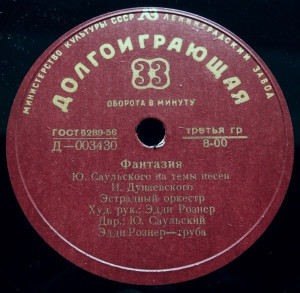 МИНИСТЕРСТВО КУЛЬТУРЫ СССР ЛЕНИНГРАДСКИЙ ЗАВОД
ДОЛГОИГРАЮЩАЯ
33
ОБОРОТА В МИНУТУ
ГОСТ 5289-56 третья гр
Д—003430 8-00
Фантазия
Ю. Саульского на темы песен
И. Дунаевского
Эстрадный оркестр
Худ. рук.: Эдди Рознер
Дир.: Ю. Саульский
Эдди Рознер—труба